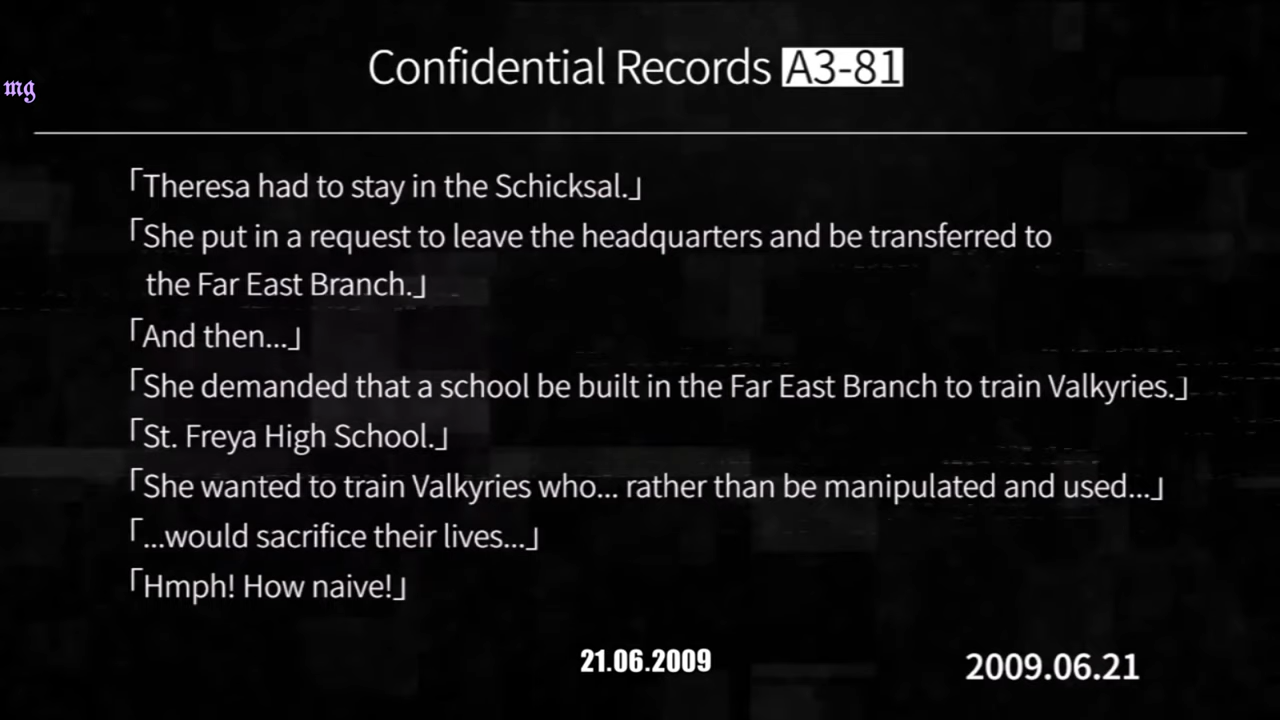 Confidential Records A3-81
mg
「Theresa had to stay in the Schicksal.」
「She put in a request to leave the headquarters and be transferred to
the Far East Branch.」
「And then...」
「She demanded that a school be built in the Far East Branch to train Valkyries.」
「St. Freya High School.」
「She wanted to train Valkyries who... rather than be manipulated and used...」
「...would sacrifice their lives...」
「Hmph! How naive!」
21.06.2009
2009.06.21